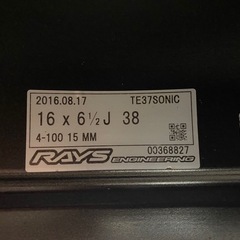 2016.08.17 TE37SONIC
16 x 6½J 38
4-100 15 MM
RAYS ENGINEERING 00368827